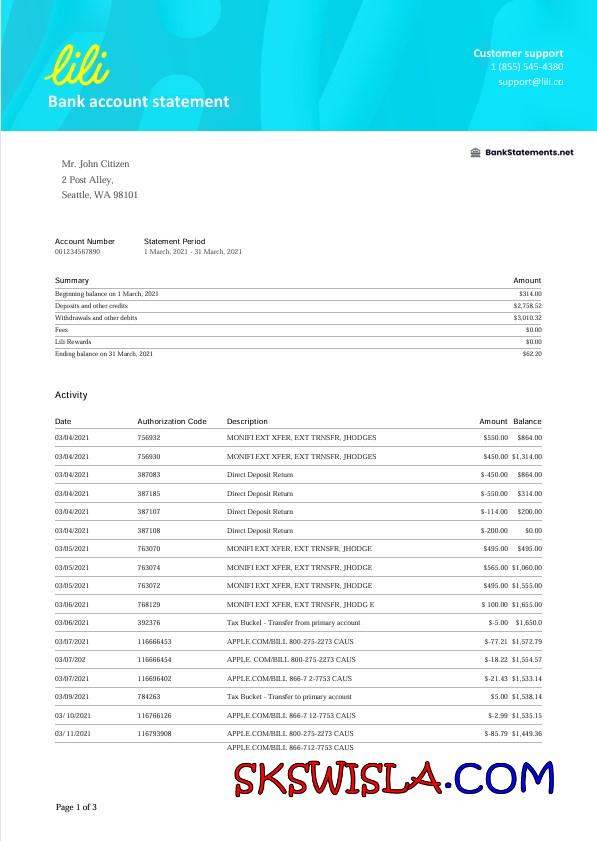 lili
Customer support
1 (855) 545-4380
support@lili.co
Bank account statement
BankStatements.net
Mr. John Citizen
2 Post Alley,
Seattle, WA 98101
Account Number Statement Period
001234567890 1 March, 2021 - 31 March, 2021
Summary Amount
Beginning balance on 1 March, 2021 $314.00
Deposits and other credits $2,758.52
Withdrawals and other debits $3,010.32
Fees $0.00
Lili Rewards $0.00
Ending balance on 31 March, 2021 $62.20
Activity
Date Authorization Code Description Amount Balance
03/04/2021 756932 MONIFI EXT XFER, EXT TRNSFR, JHODGES $550.00 $864.00
03/04/2021 756930 MONIFI EXT XFER, EXT TRNSFR, JHODGES $450.00 $1,314.00
03/04/2021 387083 Direct Deposit Return $-450.00 $864.00
03/04/2021 387185 Direct Deposit Return $-550.00 $314.00
03/04/2021 387107 Direct Deposit Return $-114.00 $200.00
03/04/2021 387108 Direct Deposit Return $-200.00 $0.00
03/05/2021 763070 MONIFI EXT XFER, EXT TRNSFR, JHODGE $495.00 $495.00
03/05/2021 763074 MONIFI EXT XFER, EXT TRNSFR, JHODGE $565.00 $1,060.00
03/05/2021 763072 MONIFI EXT XFER, EXT TRNSFR, JHODGE $495.00 $1,555.00
03/06/2021 768129 MONIFI EXT XFER, EXT TRNSFR, JHODG E $ 100.00 $1,655.00
03/06/2021 392376 Tax Bucket - Transfer from primary account $-5.00 $1,650.0
03/07/2021 116666453 APPLE.COM/BILL 800-275-2273 CAUS $-77.21 $1,572.79
03/07/202 116666454 APPLE. COM/BILL 800-275-2273 CAUS $-18.22 $1,554.57
03/07/2021 116696402 APPLE.COM/BILL 866-7 2-7753 CAUS $-21.43 $1,533.14
03/09/2021 784263 Tax Bucket - Transfer to primary account $5.00 $1,538.14
03/ 10/2021 116766126 APPLE.COM/BILL 866-7 12-7753 CAUS $-2.99 $1,535.15
03/ 11/2021 116793908 APPLE.COM/BILL 800-275-2273 CAUS $-85.79 $1,449.36
APPLE.COM/BILL 866-712-7753 CAUS
SKSWISLA.COM
Page 1 of 3